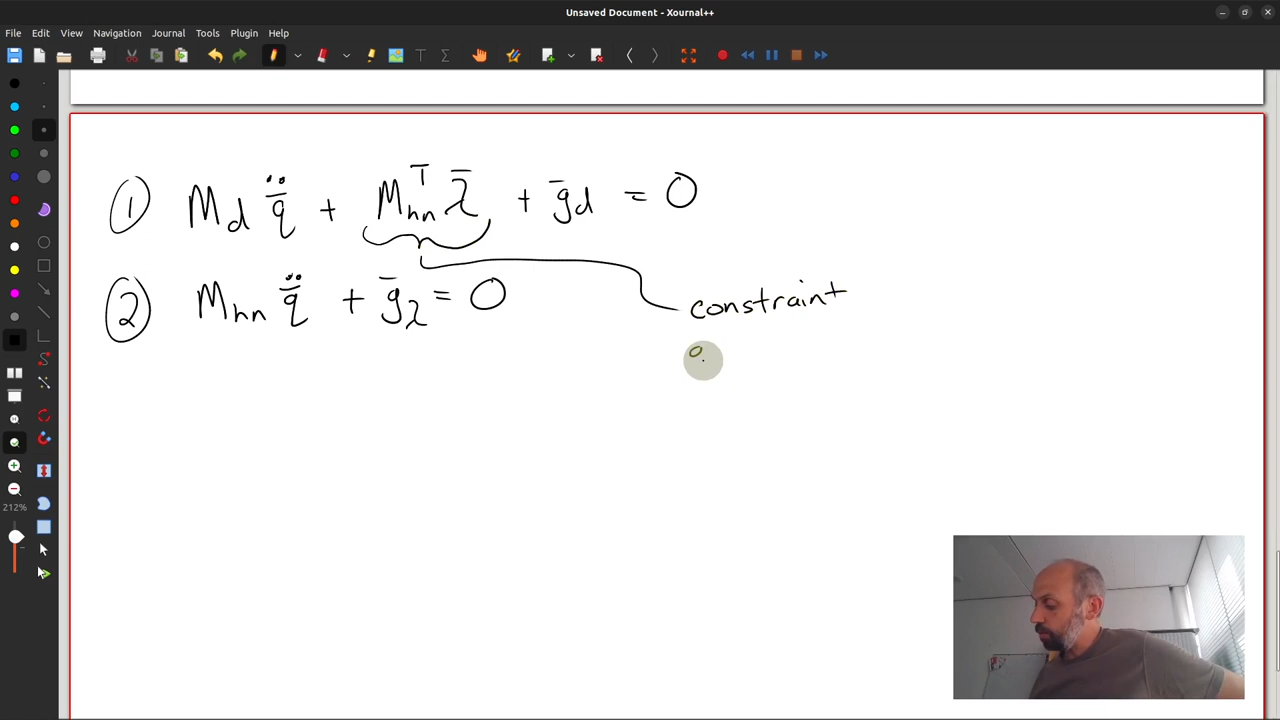 Unsaved Document - Xournal++
File Edit View Navigation Journal Tools Plugin Help
① M_d q̄̈ + M_hn^T λ̄ + ḡ_d = 0
② M_hn q̄̈ + ḡ_λ = 0
constraint
212%